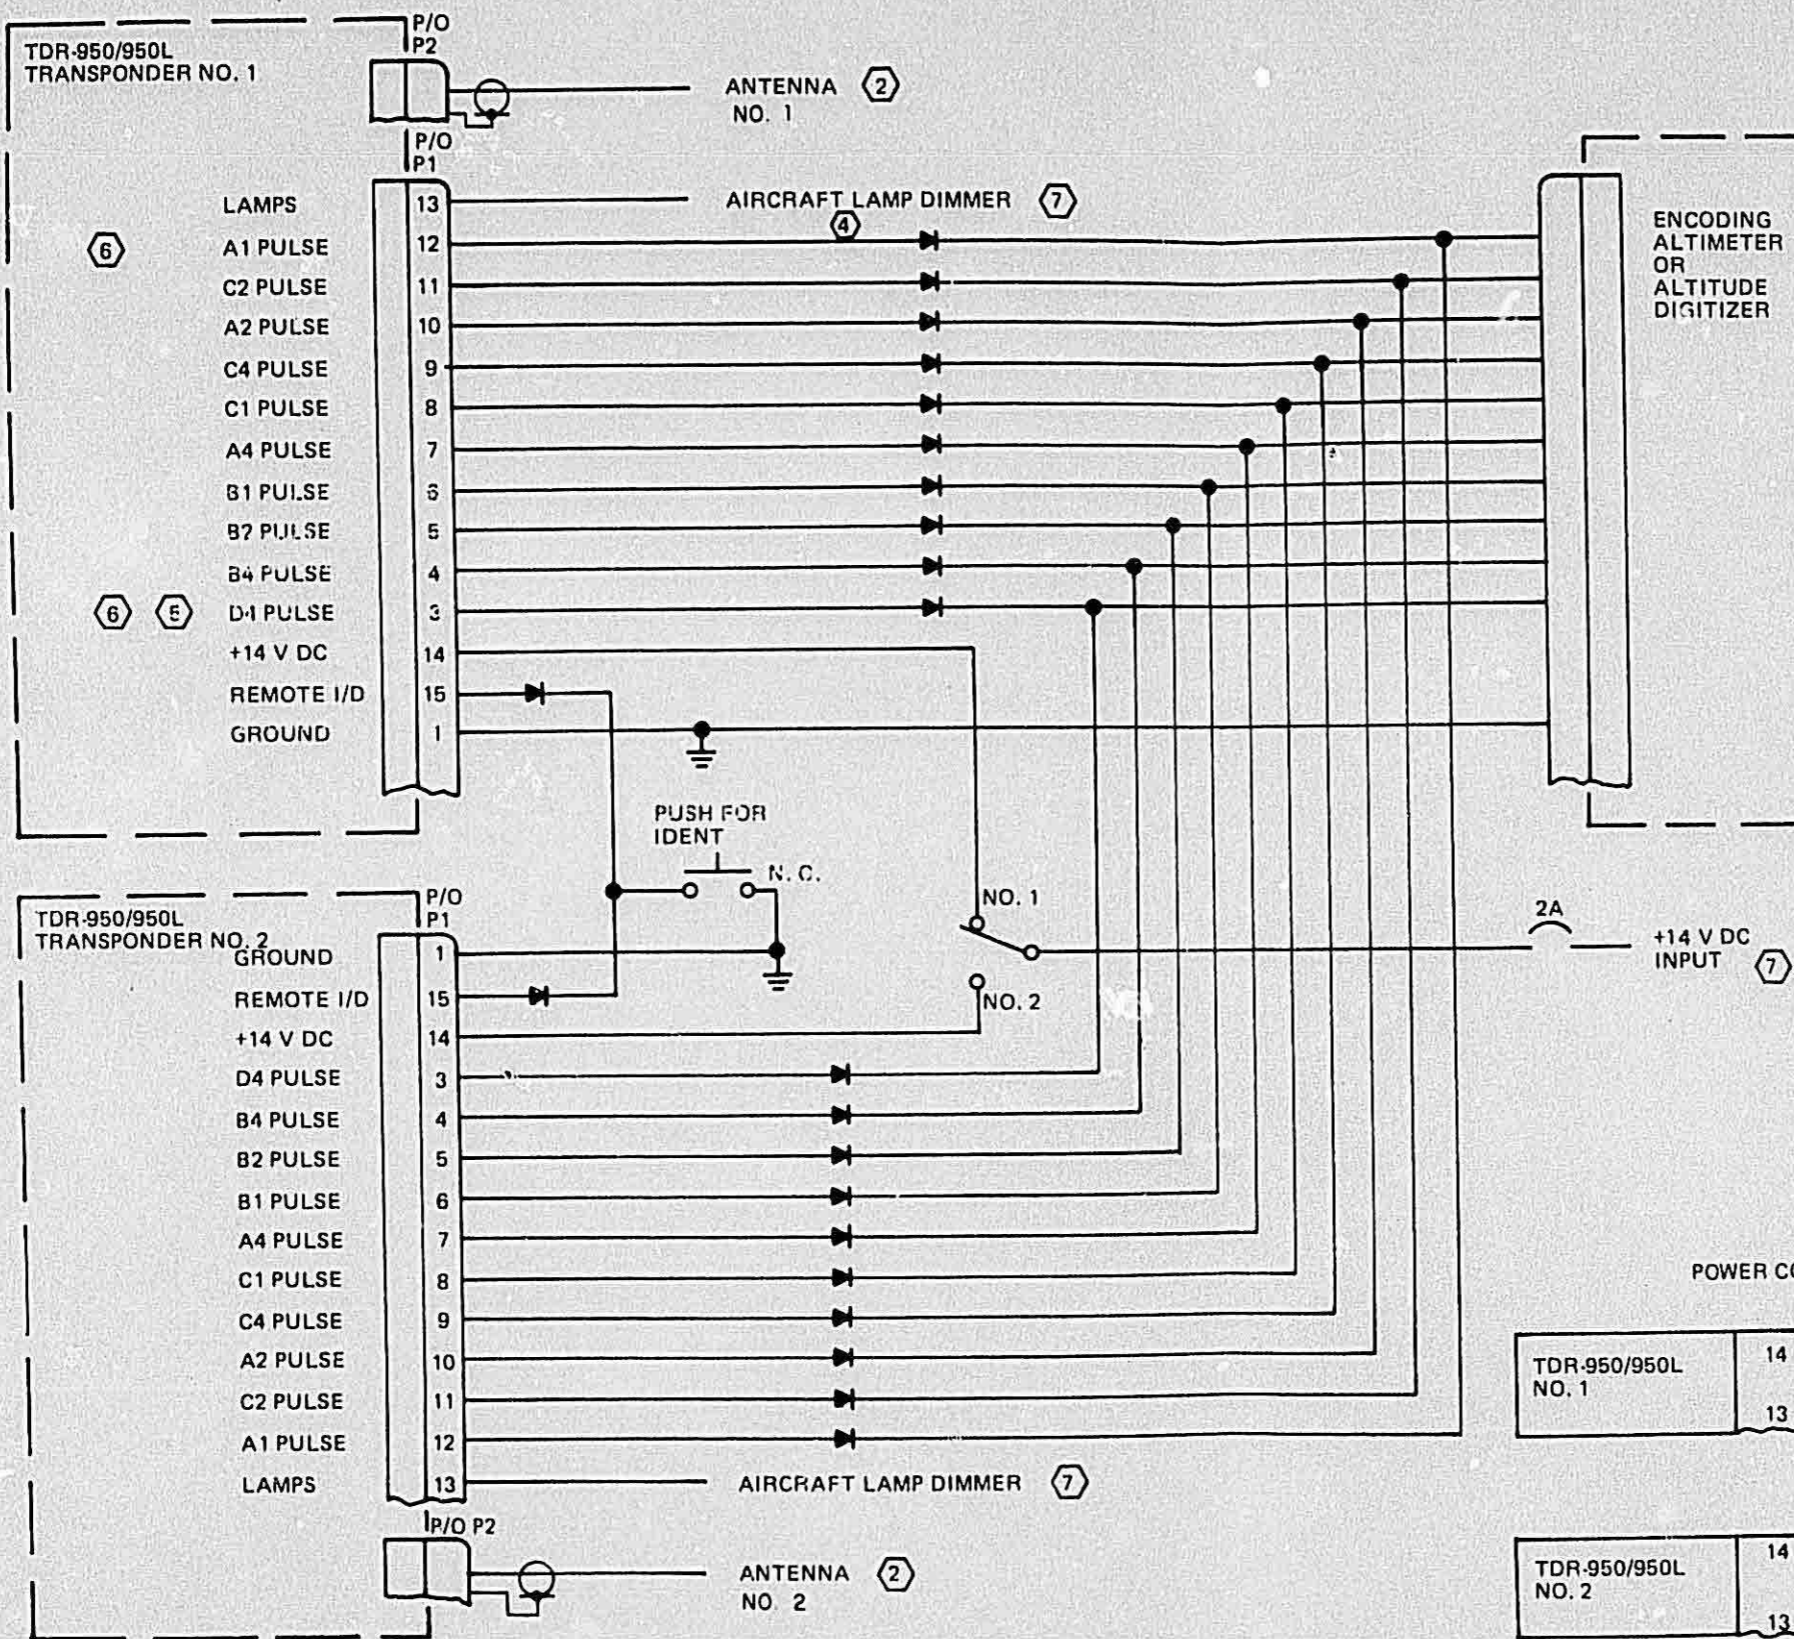 P/O
P2
TDR-950/950L
TRANSPONDER NO. 1
ANTENNA 2
NO. 1
P/O
P1
LAMPS 13 AIRCRAFT LAMP DIMMER 7
4
6 A1 PULSE 12
C2 PULSE 11
A2 PULSE 10
C4 PULSE 9
C1 PULSE 8
A4 PULSE 7
B1 PULSE 6
B2 PULSE 5
B4 PULSE 4
6 5 D4 PULSE 3
+14 V DC 14
REMOTE I/D 15
GROUND 1
ENCODING
ALTIMETER
OR
ALTITUDE
DIGITIZER
PUSH FOR
IDENT
N. O.
NO. 1
NO. 2
2A
+14 V DC
INPUT 7
P/O
P1
TDR-950/950L
TRANSPONDER NO. 2
GROUND 1
REMOTE I/D 15
+14 V DC 14
D4 PULSE 3
B4 PULSE 4
B2 PULSE 5
B1 PULSE 6
A4 PULSE 7
C1 PULSE 8
C4 PULSE 9
A2 PULSE 10
C2 PULSE 11
A1 PULSE 12
LAMPS 13 AIRCRAFT LAMP DIMMER 7
P/O P2
ANTENNA 2
NO. 2
POWER CO
TDR-950/950L 14
NO. 1
13
TDR-950/950L 14
NO. 2
13